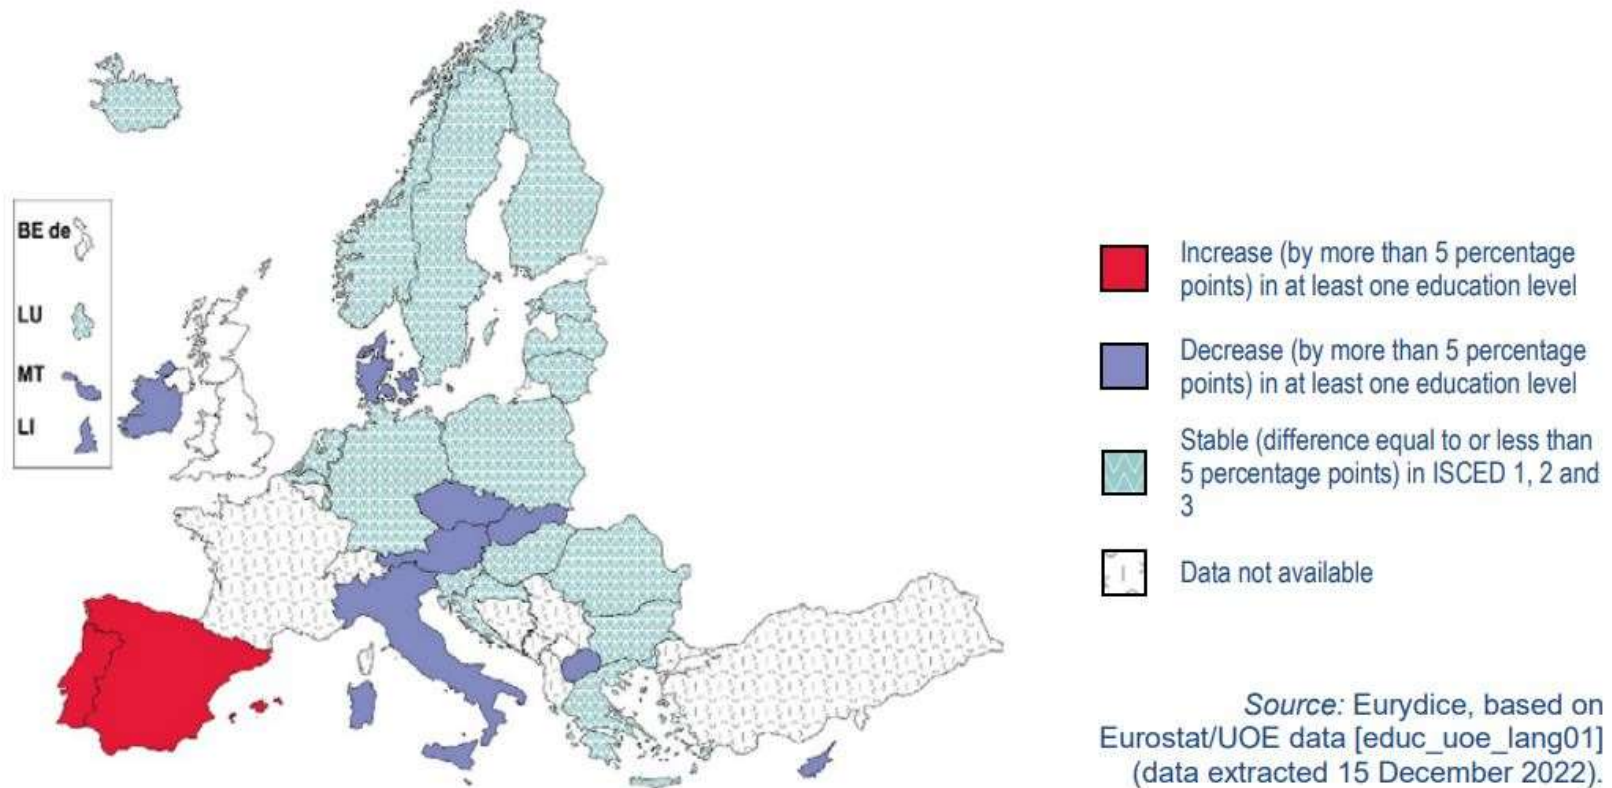 BE de
LU
MT
LI
Increase (by more than 5 percentage
points) in at least one education level
Decrease (by more than 5 percentage
points) in at least one education level
Stable (difference equal to or less than
5 percentage points) in ISCED 1, 2 and
3
Data not available
Source: Eurydice, based on
Eurostat/UOE data [educ_uoe_lang01]
(data extracted 15 December 2022).